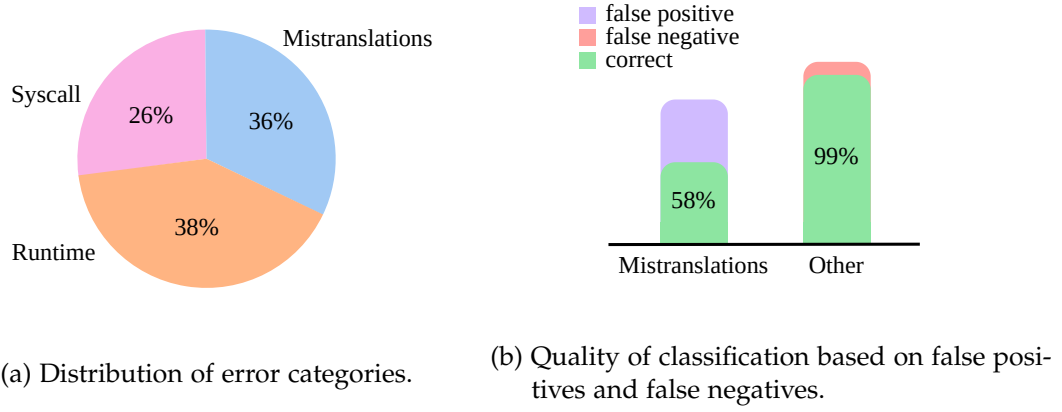 Mistranslations
Syscall
26%
36%
38%
Runtime
(a) Distribution of error categories.
false positive
false negative
correct
58%
99%
Mistranslations
Other
(b) Quality of classification based on false posi-
tives and false negatives.